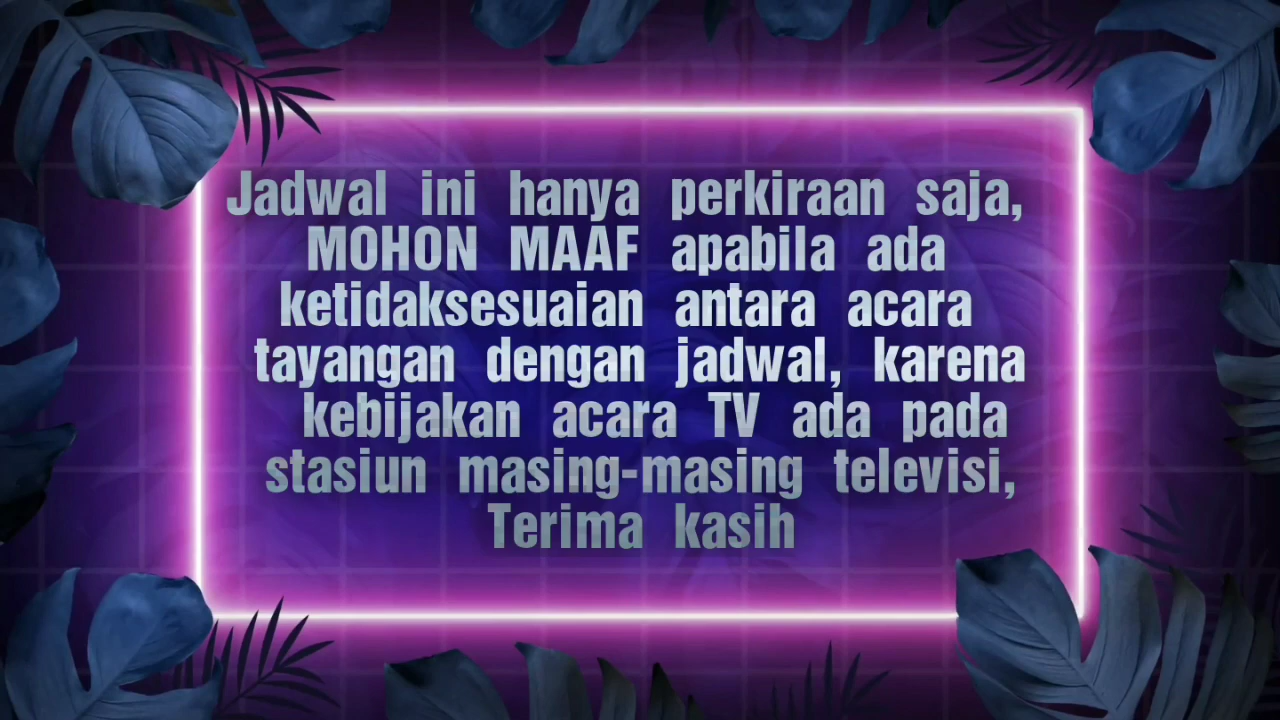 Jadwal ini hanya perkiraan saja,
MOHON MAAF apabila ada
ketidaksesuaian antara acara
tayangan dengan jadwal, karena
kebijakan acara TV ada pada
stasiun masing-masing televisi,
Terima kasih